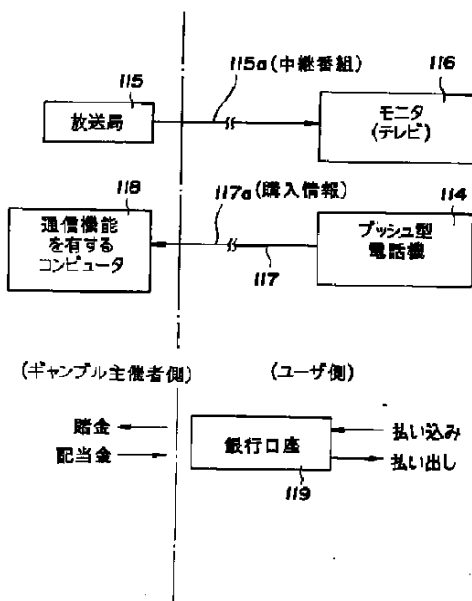 115a(中継番組)
115
放送局
116
モニタ
(テレビ)
118
通信機能
を有する
コンピュータ
117a(購入情報)
117
114
プッシュ型
電話機
(ギャンブル主催者側)
(ユーザ側)
賭金
配当金
銀行口座
119
払い込み
払い出し